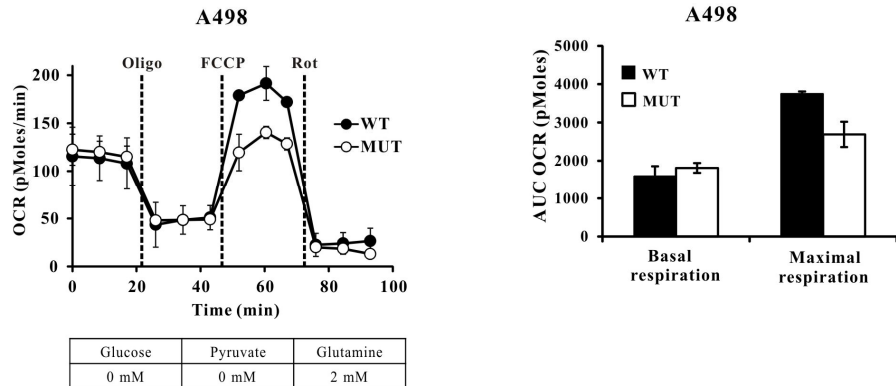 A498
Oligo FCCP Rot
OCR (pMoles/min)
200
150
100
50
0
WT
MUT
0 20 40 60 80 100
Time (min)
Glucose Pyruvate Glutamine
0 mM 0 mM 2 mM
A498
AUC OCR (pMoles)
5000
4000
3000
2000
1000
0
WT
MUT
Basal Maximal
respiration respiration